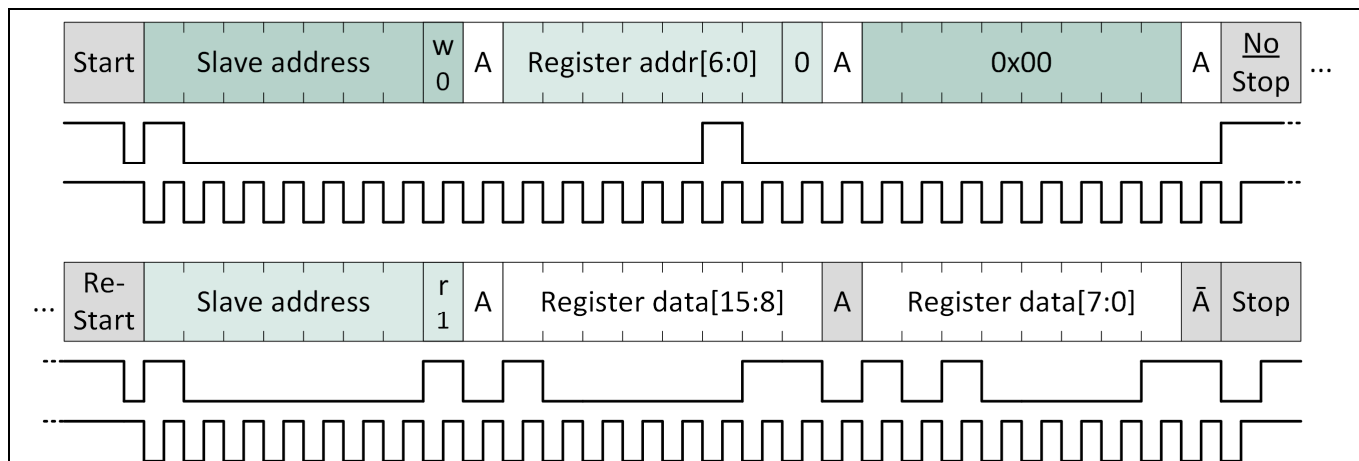 Start Slave address w 0 A Register addr[6:0] 0 A 0x00 A No Stop ...
... Re-Start Slave address r 1 A Register data[15:8] A Register data[7:0] Ā Stop